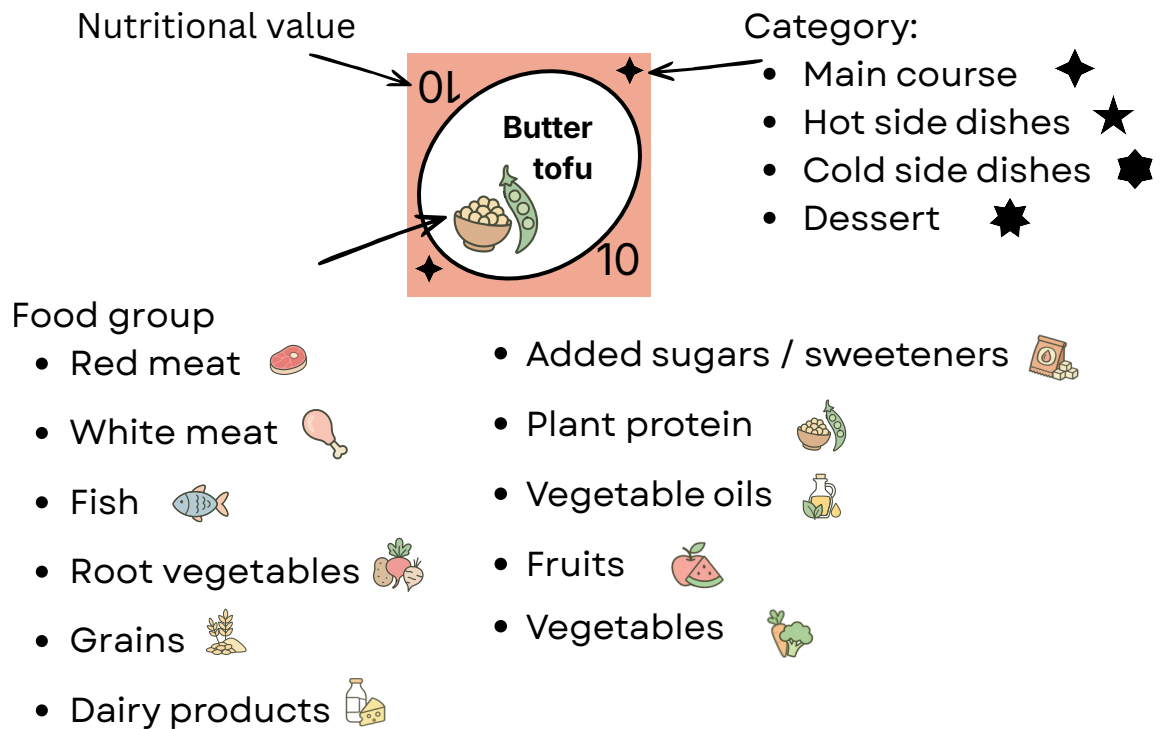 Nutritional value
Category:
10
Main course
Hot side dishes
Cold side dishes
Dessert
Butter
tofu
10
Food group
Red meat
White meat
Fish
Root vegetables
Grains
Dairy products
Added sugars / sweeteners
Plant protein
Vegetable oils
Fruits
Vegetables